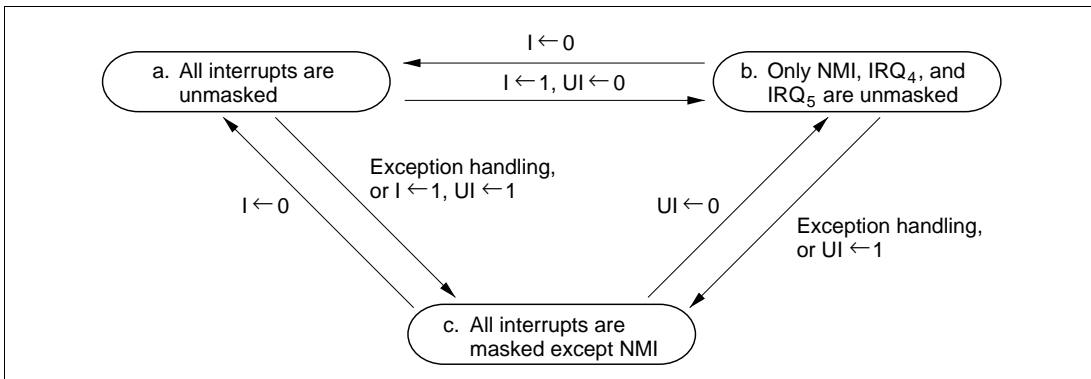 I ← 0
a. All interrupts are
unmasked
I ← 1, UI ← 0
b. Only NMI, IRQ₄, and
IRQ₅ are unmasked
Exception handling,
or I ← 1, UI ← 1
I ← 0
UI ← 0
Exception handling,
or UI ← 1
c. All interrupts are
masked except NMI